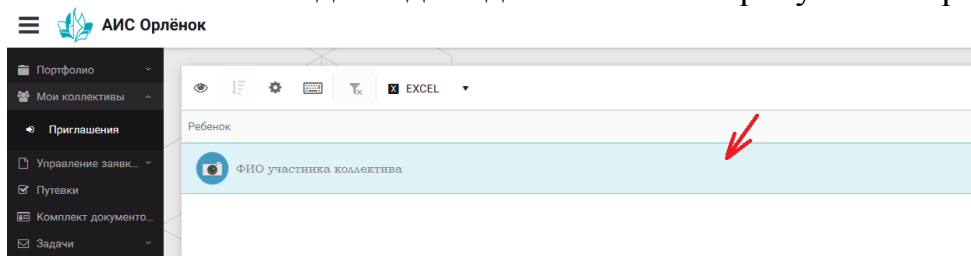 АИС Орлёнок
Портфолио
Мои коллективы
Приглашения
Управление заявк...
Путевки
Комплект документо...
Задачи
X EXCEL
Ребенок
ФИО участника коллектива